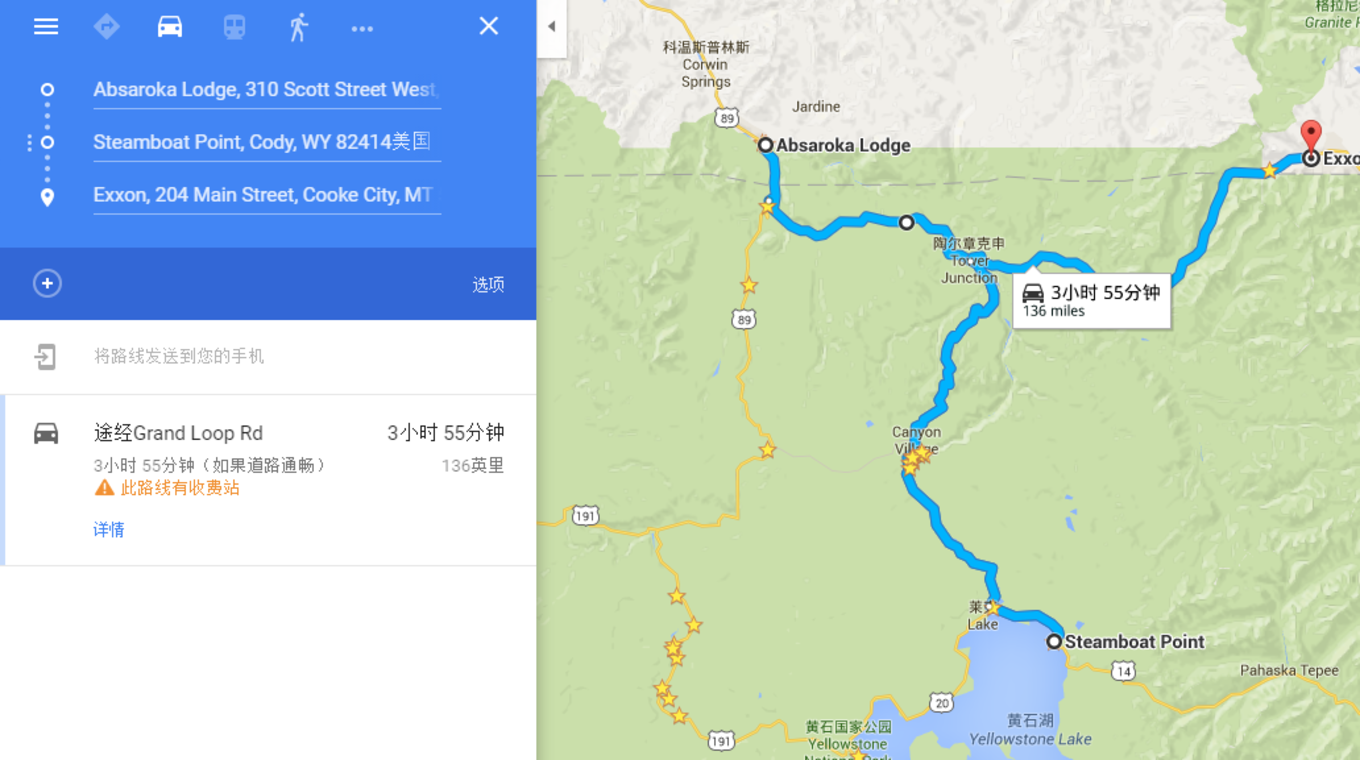 Absaroka Lodge, 310 Scott Street West,
Steamboat Point, Cody, WY 82414美国
Exxon, 204 Main Street, Cooke City, MT
选项
将路线发送到您的手机
途经Grand Loop Rd
3小时 55分钟
3小时 55分钟（如果道路通畅）
136英里
此路线有收费站
详情
格拉尼
Granite
科温斯普林斯
Corwin
Springs
Jardine
89
Absaroka Lodge
Exxo
陶尔章克申
Tower
Junction
3小时 55分钟
136 miles
89
Canyon
Village
191
Lake
Steamboat Point
14
Pahaska Tepee
20
黄石湖
Yellowstone Lake
黄石国家公园
Yellowstone
National Park
191